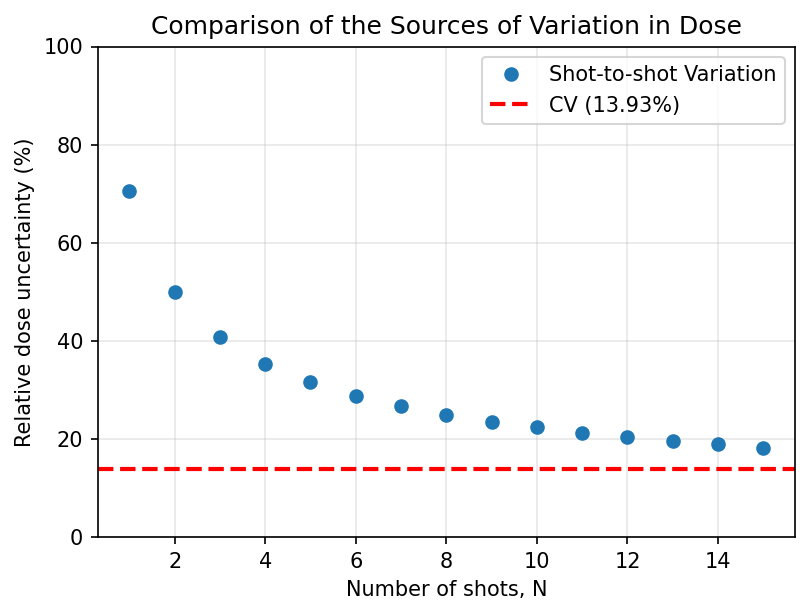 Comparison of the Sources of Variation in Dose
Shot-to-shot Variation
CV (13.93%)
Relative dose uncertainty (%)
100
80
60
40
20
0
2 4 6 8 10 12 14
Number of shots, N